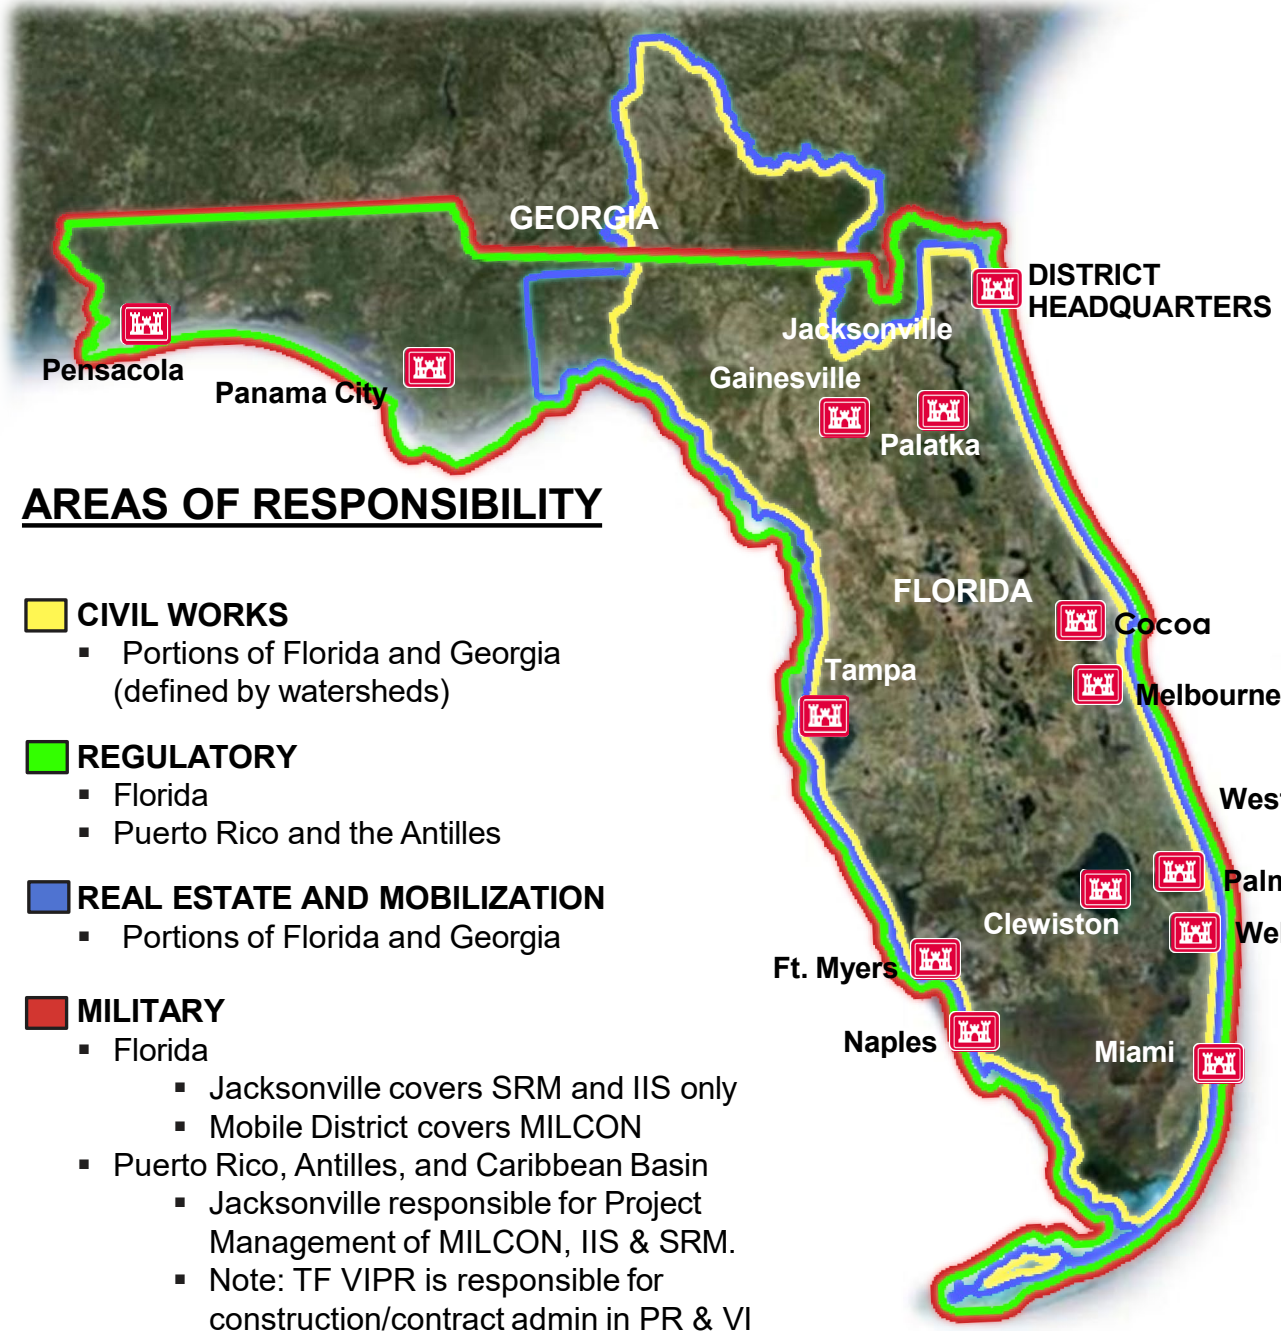 GEORGIA
DISTRICT
HEADQUARTERS
Jacksonville
Pensacola
Panama City
Gainesville
Palatka
AREAS OF RESPONSIBILITY
FLORIDA
Cocoa
CIVIL WORKS
▪ Portions of Florida and Georgia
(defined by watersheds)
Tampa
Melbourne
REGULATORY
▪ Florida
▪ Puerto Rico and the Antilles
West
Palm
REAL ESTATE AND MOBILIZATION
▪ Portions of Florida and Georgia
Clewiston
Wel
Ft. Myers
MILITARY
▪ Florida
Naples
Miami
▪ Jacksonville covers SRM and IIS only
▪ Mobile District covers MILCON
▪ Puerto Rico, Antilles, and Caribbean Basin
▪ Jacksonville responsible for Project
Management of MILCON, IIS & SRM.
▪ Note: TF VIPR is responsible for
construction/contract admin in PR & VI